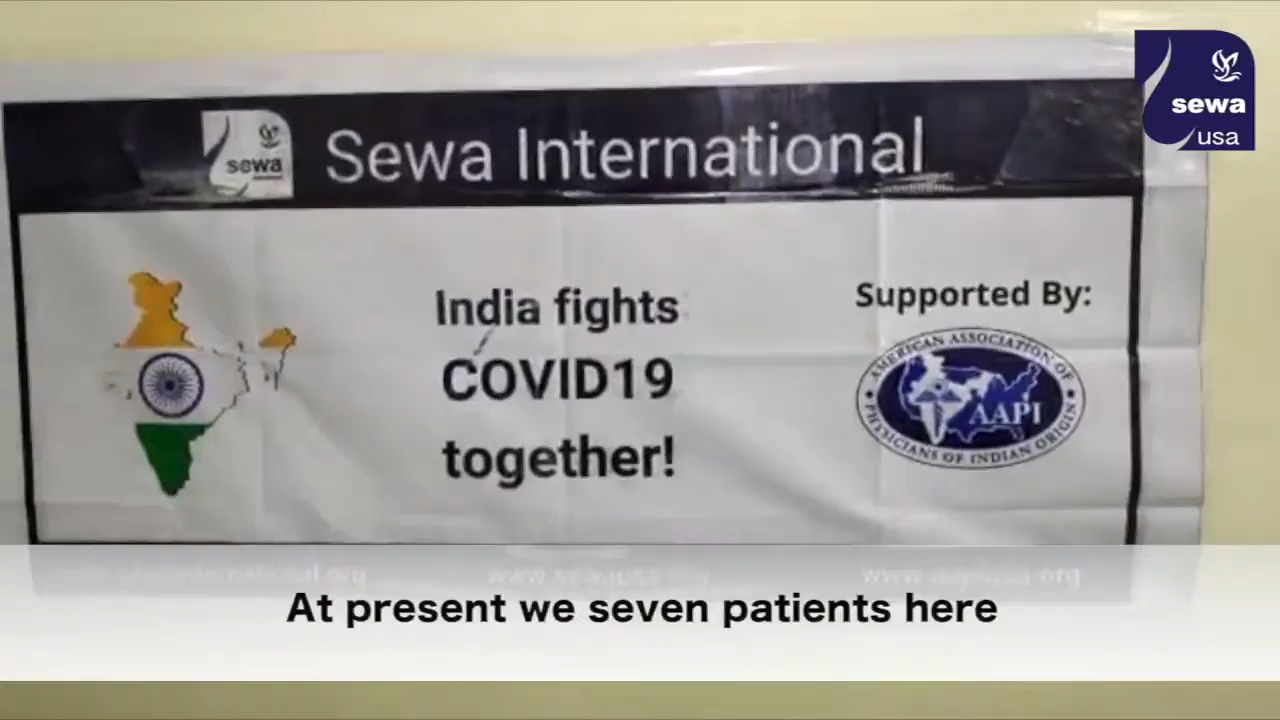 sewa
usa
sewa
Sewa International
India fights
COVID19
together!
Supported By:
AMERICAN ASSOCIATION OF
AAPI
PHYSICIANS OF INDIAN ORIGIN
At present we seven patients here